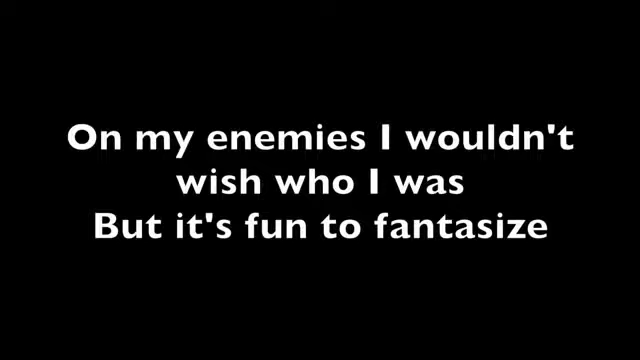 On my enemies I wouldn't
wish who I was
But it's fun to fantasize